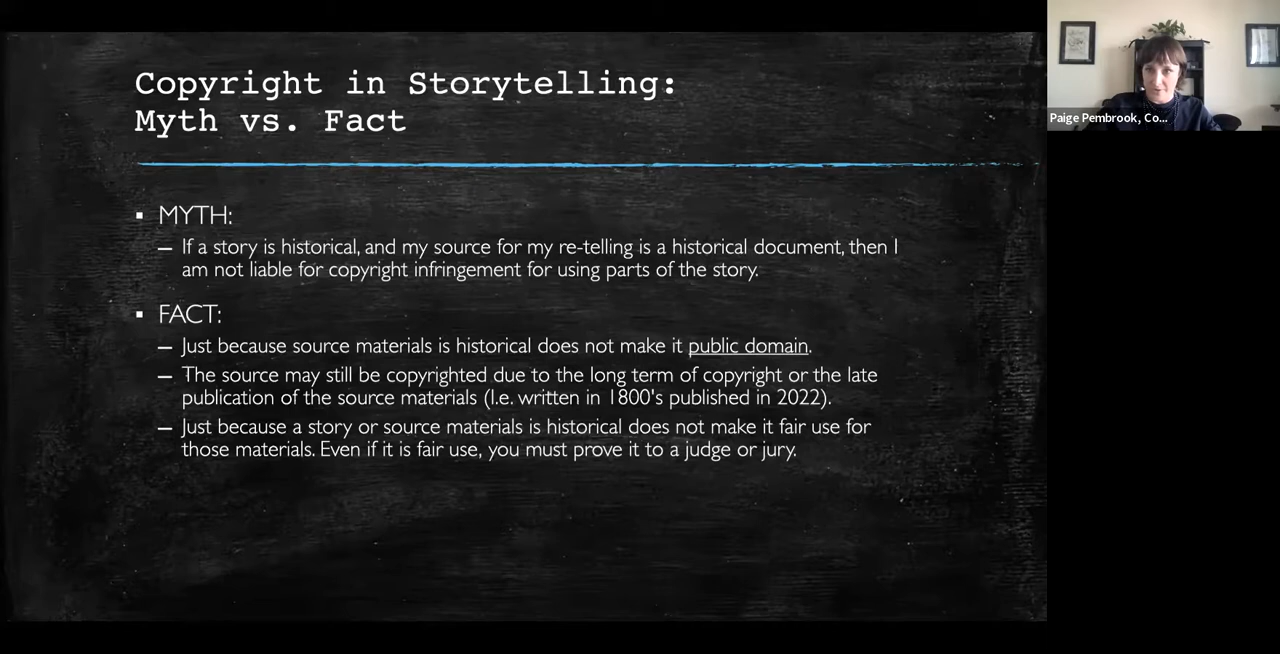 Copyright in Storytelling:
Myth vs. Fact
▪ MYTH:
– If a story is historical, and my source for my re-telling is a historical document, then I
am not liable for copyright infringement for using parts of the story.
▪ FACT:
– Just because source materials is historical does not make it public domain.
– The source may still be copyrighted due to the long term of copyright or the late
publication of the source materials (I.e. written in 1800's published in 2022).
– Just because a story or source materials is historical does not make it fair use for
those materials. Even if it is fair use, you must prove it to a judge or jury.
Paige Pembrook, Co...